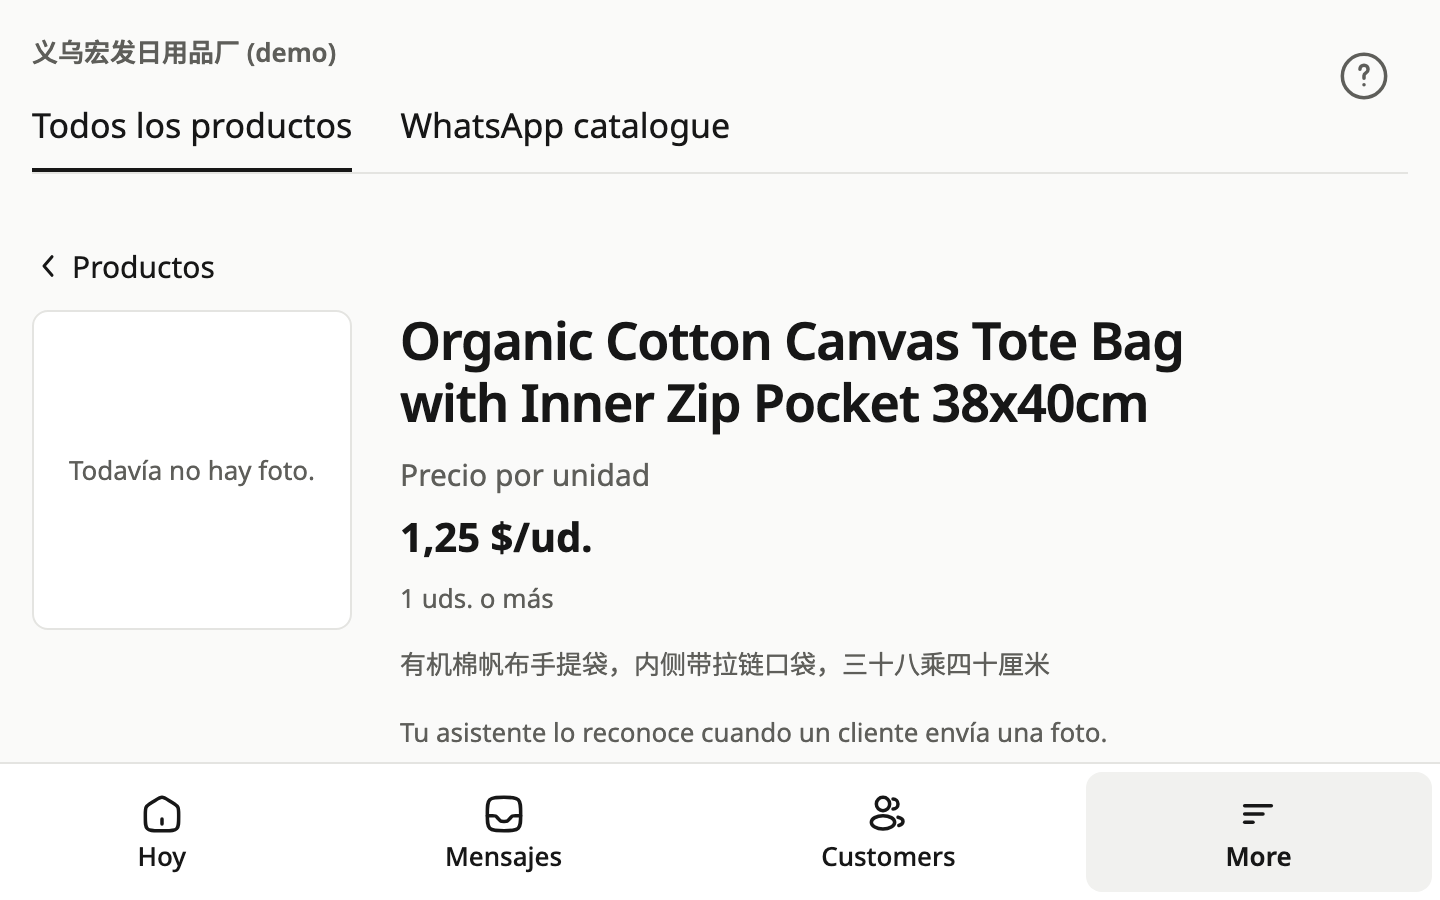 义乌宏发日用品厂 (demo)
Todos los productos
WhatsApp catalogue
Productos
Todavía no hay foto.
Organic Cotton Canvas Tote Bag
with Inner Zip Pocket 38x40cm
Precio por unidad
1,25 $/ud.
1 uds. o más
有机棉帆布手提袋，内侧带拉链口袋，三十八乘四十厘米
Tu asistente lo reconoce cuando un cliente envía una foto.
Hoy
Mensajes
Customers
More